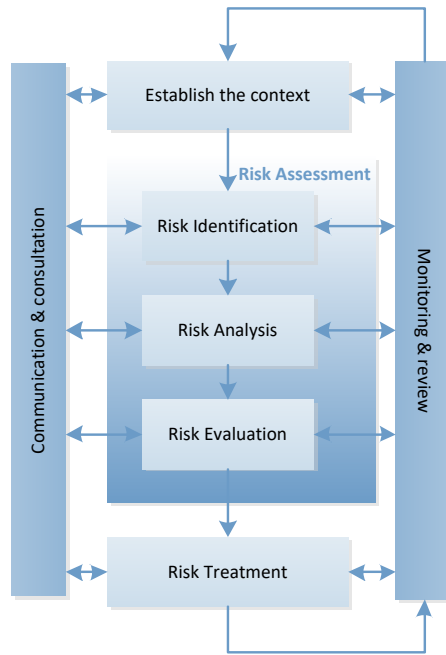 Establish the context
Risk Assessment
Risk Identification
Risk Analysis
Risk Evaluation
Risk Treatment
Communication & consultation
Monitoring & review